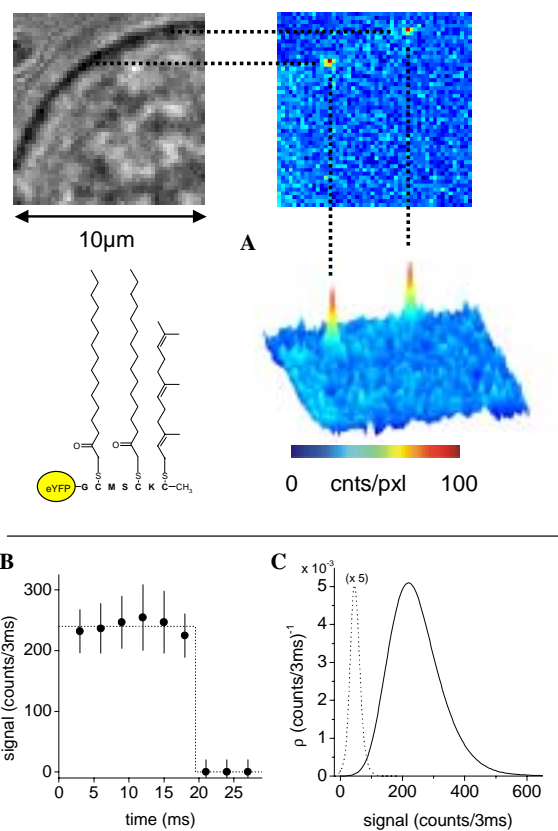 10µm
A
O O
S S S
eYFP G C M S C K C CH3
0 cnts/pxl 100
B
signal (counts/3ms)
300
200
100
0
0 5 10 15 20 25
time (ms)
C
x 10⁻³
(x 5)
ρ (counts/3ms)⁻¹
5
4
3
2
1
0
0 200 400 600
signal (counts/3ms)